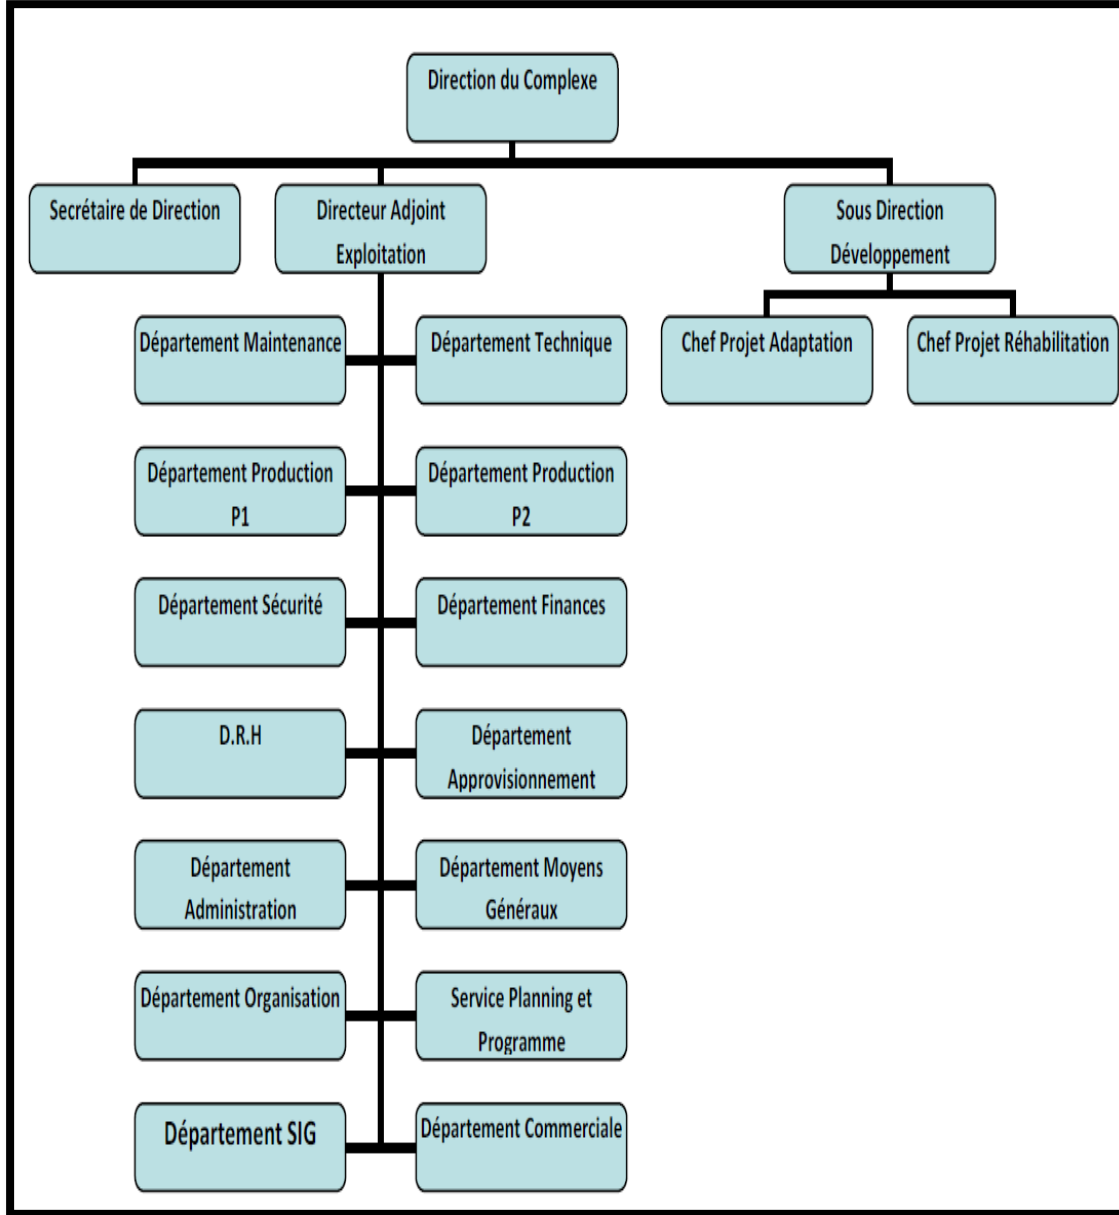 Direction du Complexe
Secrétaire de Direction
Directeur Adjoint
Exploitation
Sous Direction
Développement
Département Maintenance
Département Technique
Chef Projet Adaptation
Chef Projet Réhabilitation
Département Production
P1
Département Production
P2
Département Sécurité
Département Finances
D.R.H
Département
Approvisionnement
Département
Administration
Département Moyens
Généraux
Département Organisation
Service Planning et
Programme
Département SIG
Département Commerciale